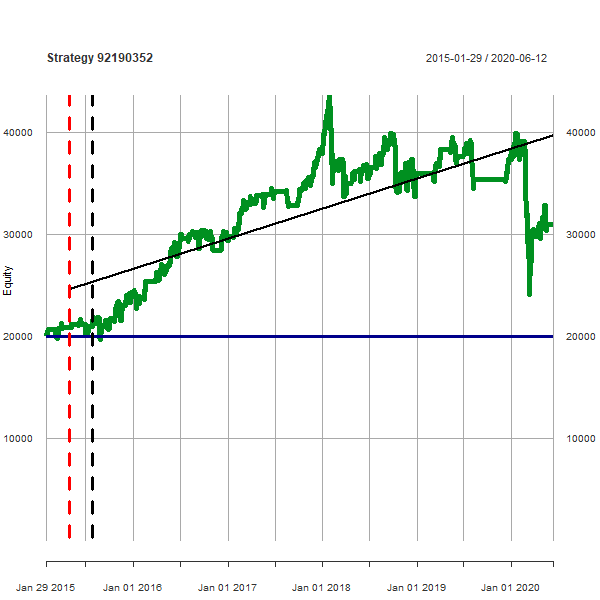 Strategy 92190352
2015-01-29 / 2020-06-12
40000
40000
30000
30000
Equity
20000
20000
10000
10000
Jan 29 2015
Jan 01 2016
Jan 01 2017
Jan 01 2018
Jan 01 2019
Jan 01 2020